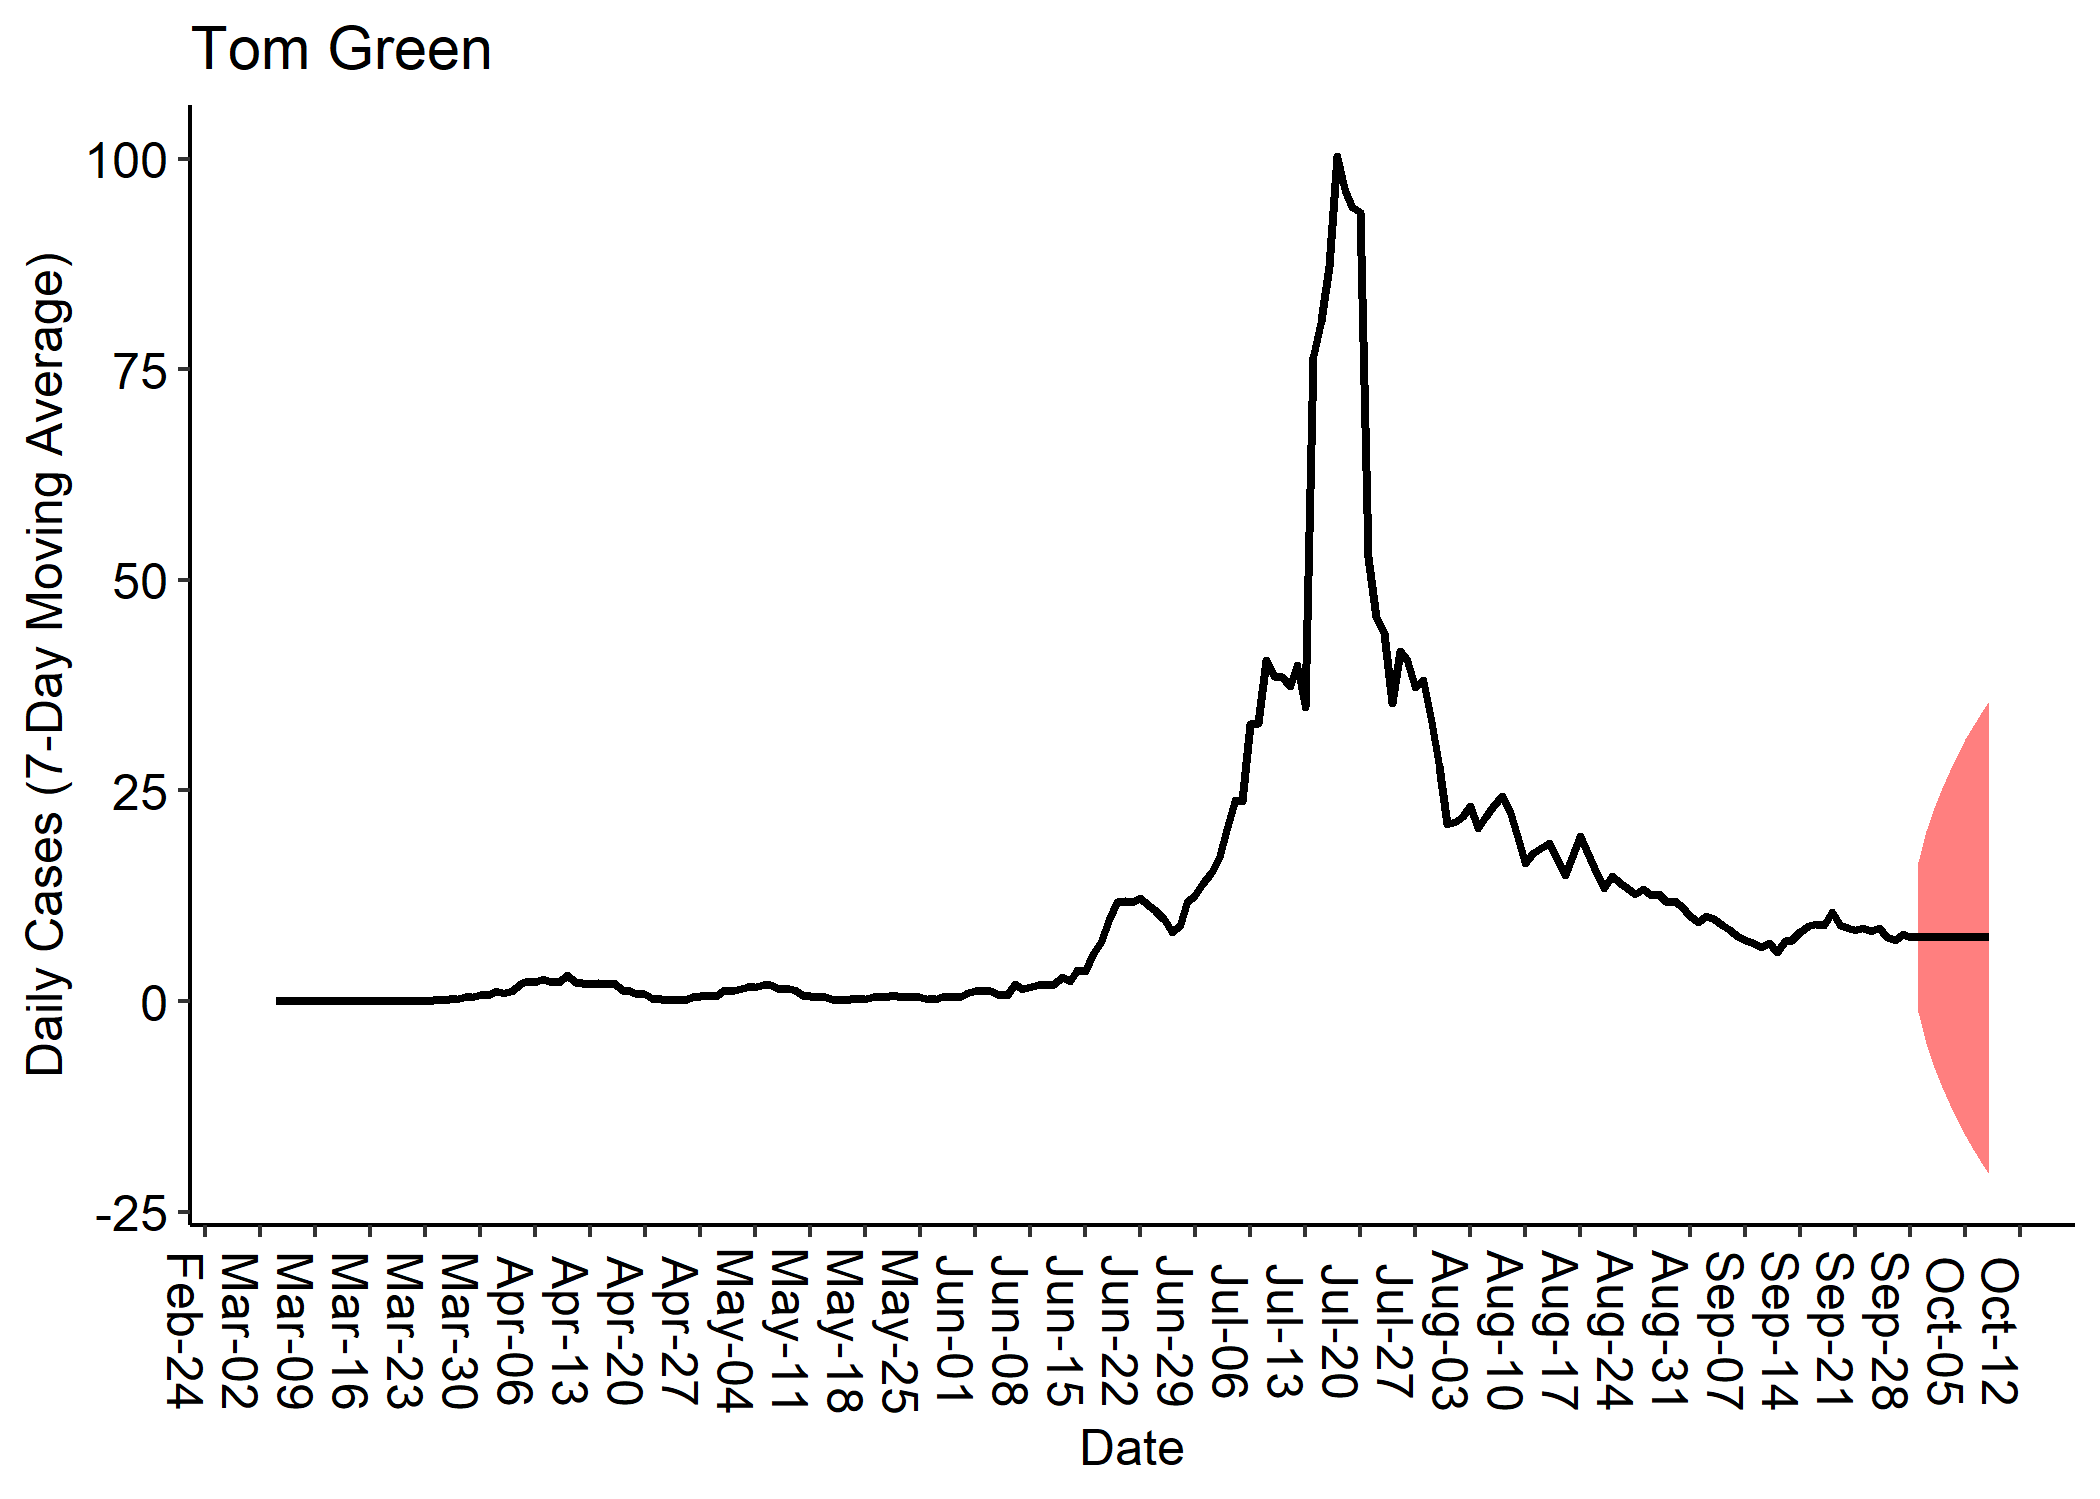 Tom Green
Daily Cases (7-Day Moving Average)
100
75
50
25
0
-25
Feb-24
Mar-02
Mar-09
Mar-16
Mar-23
Mar-30
Apr-06
Apr-13
Apr-20
Apr-27
May-04
May-11
May-18
May-25
Jun-01
Jun-08
Jun-15
Jun-22
Jun-29
Jul-06
Jul-13
Jul-20
Jul-27
Aug-03
Aug-10
Aug-17
Aug-24
Aug-31
Sep-07
Sep-14
Sep-21
Sep-28
Oct-05
Oct-12
Date